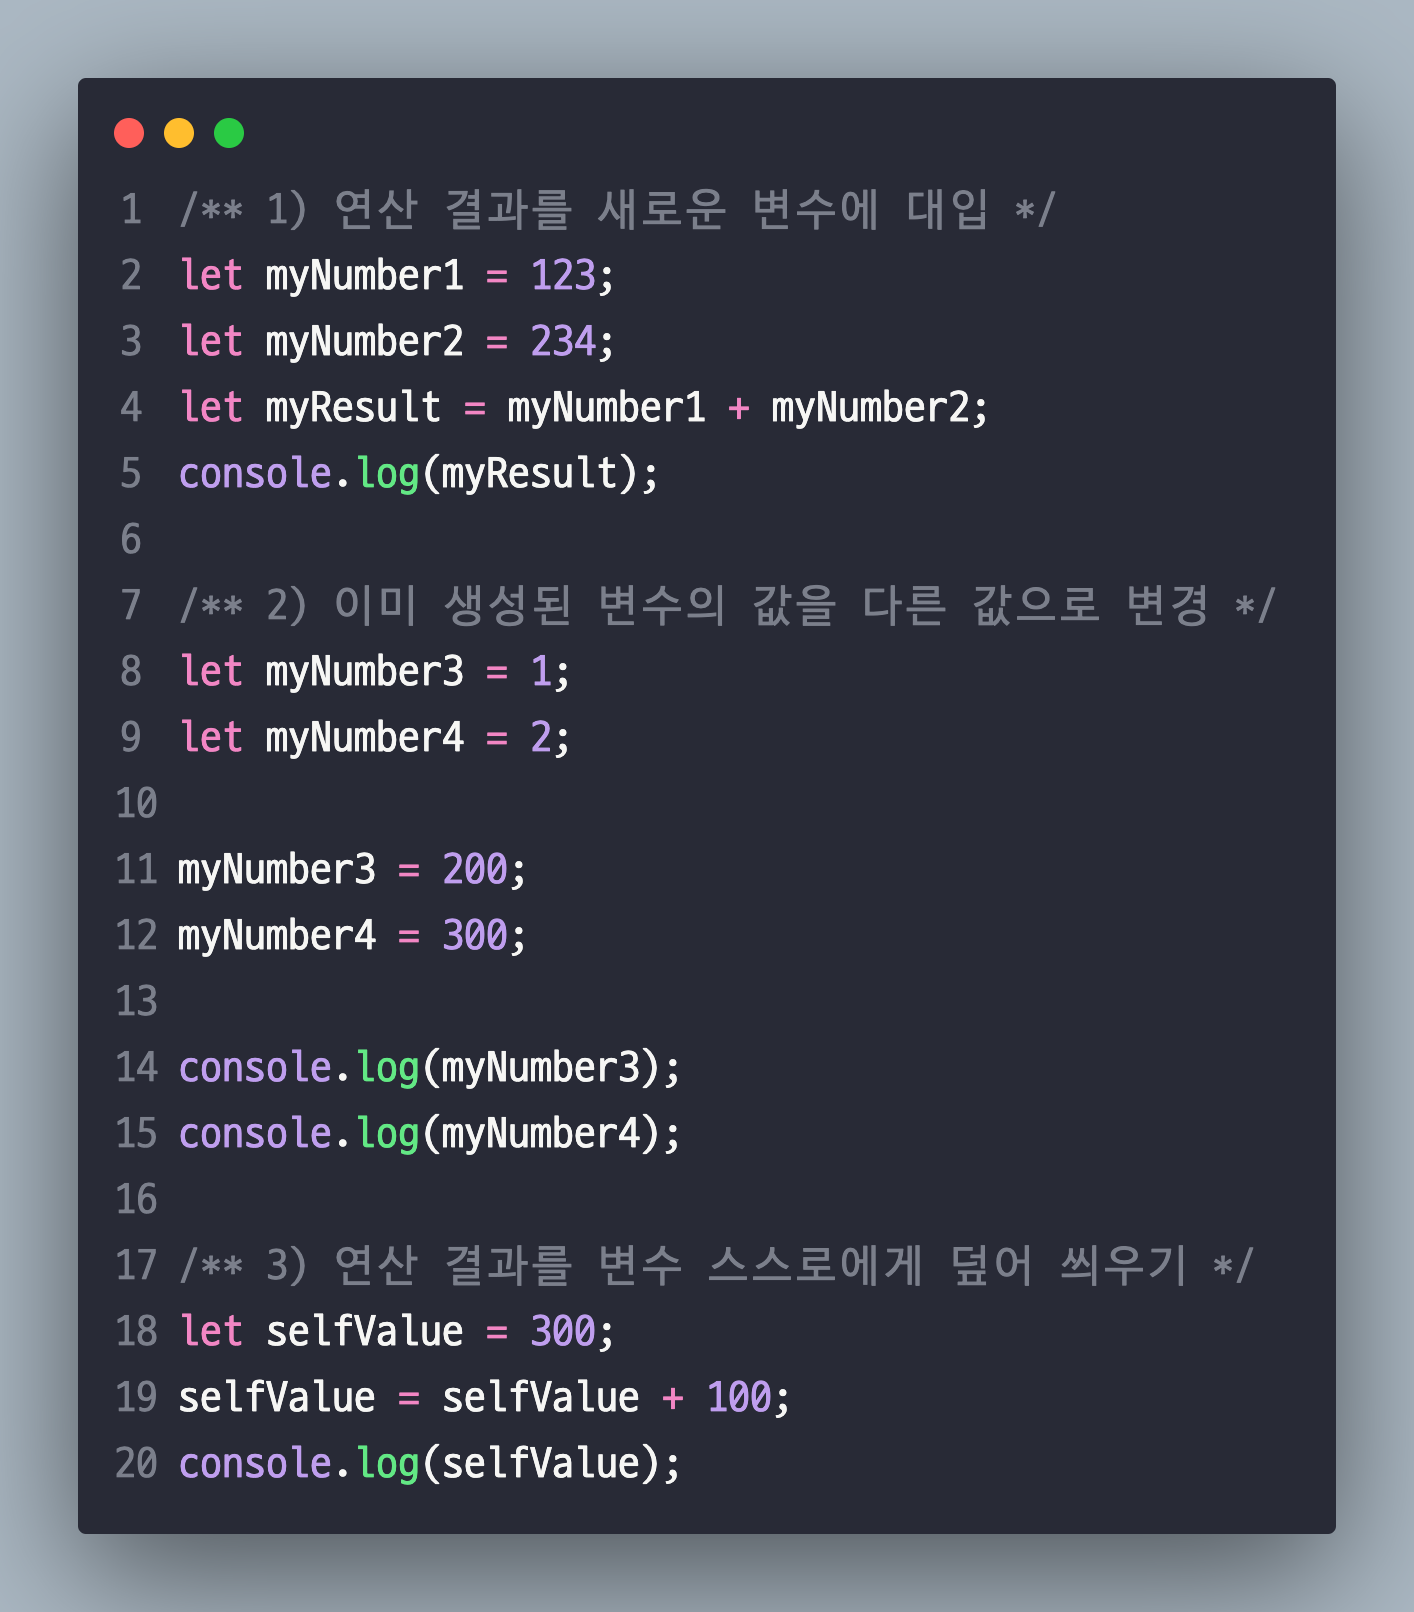 1 /** 1) 연산 결과를 새로운 변수에 대입 */
2 let myNumber1 = 123;
3 let myNumber2 = 234;
4 let myResult = myNumber1 + myNumber2;
5 console.log(myResult);
6
7 /** 2) 이미 생성된 변수의 값을 다른 값으로 변경 */
8 let myNumber3 = 1;
9 let myNumber4 = 2;
10
11 myNumber3 = 200;
12 myNumber4 = 300;
13
14 console.log(myNumber3);
15 console.log(myNumber4);
16
17 /** 3) 연산 결과를 변수 스스로에게 덮어 씌우기 */
18 let selfValue = 300;
19 selfValue = selfValue + 100;
20 console.log(selfValue);